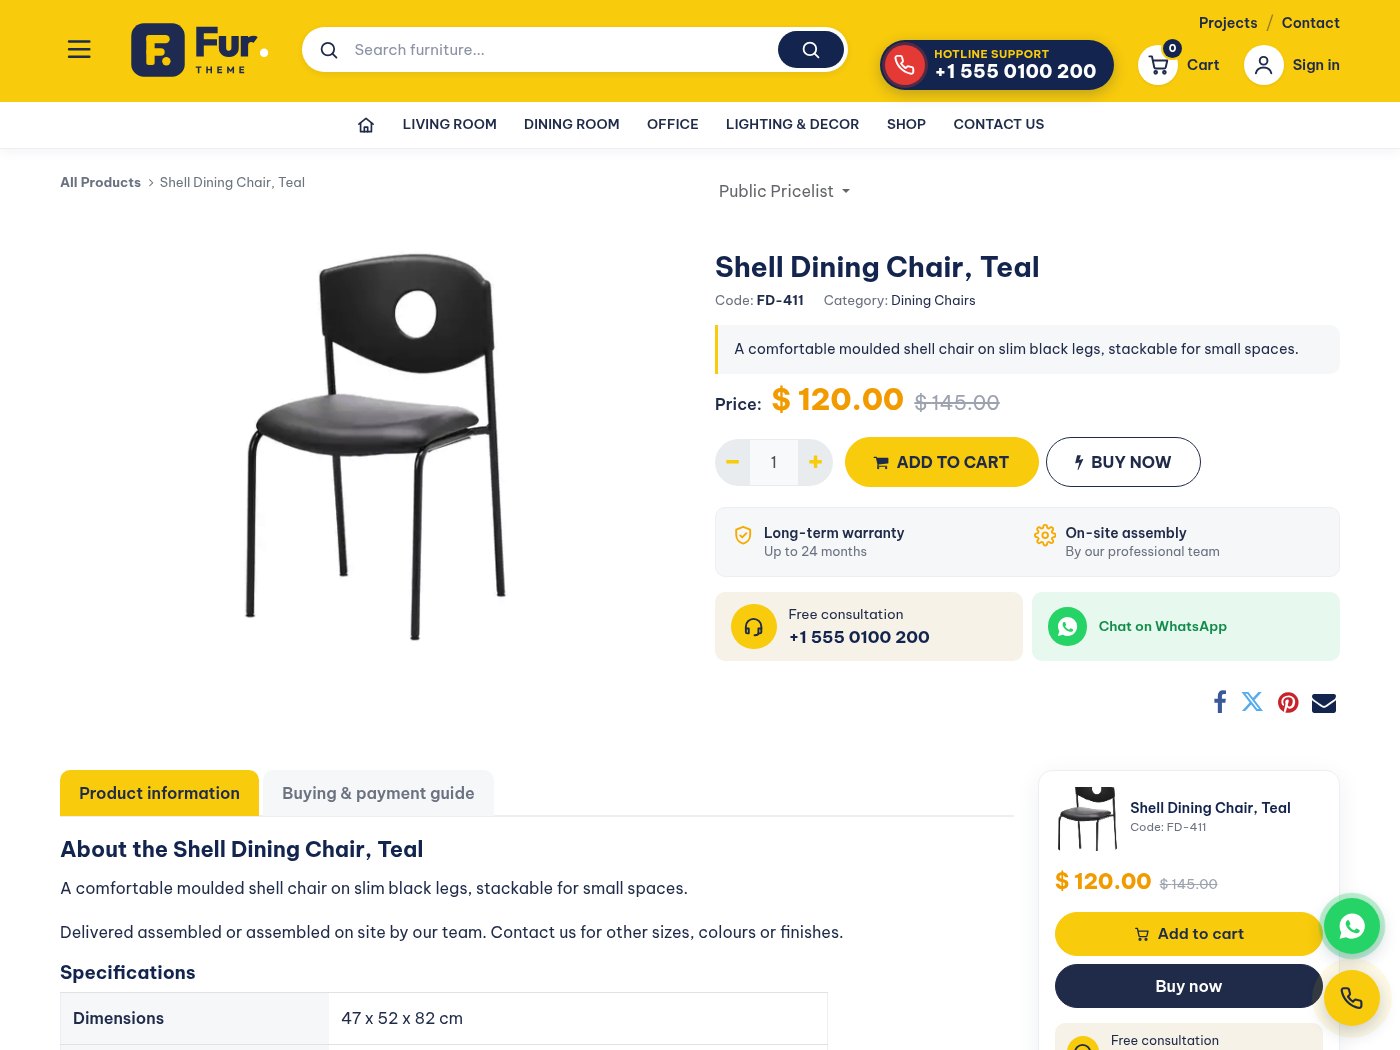 Projects / Contact
Fur.
THEME
Search furniture...
HOTLINE SUPPORT
+1 555 0100 200
0
Cart
Sign in
LIVING ROOM
DINING ROOM
OFFICE
LIGHTING & DECOR
SHOP
CONTACT US
All Products > Shell Dining Chair, Teal
Public Pricelist
Shell Dining Chair, Teal
Code: FD-411 Category: Dining Chairs
A comfortable moulded shell chair on slim black legs, stackable for small spaces.
Price: $ 120.00 $ 145.00
1
ADD TO CART
BUY NOW
Long-term warranty
Up to 24 months
On-site assembly
By our professional team
Free consultation
+1 555 0100 200
Chat on WhatsApp
Product information
Buying & payment guide
About the Shell Dining Chair, Teal
A comfortable moulded shell chair on slim black legs, stackable for small spaces.
Delivered assembled or assembled on site by our team. Contact us for other sizes, colours or finishes.
Specifications
Dimensions 47 x 52 x 82 cm
Shell Dining Chair, Teal
Code: FD-411
$ 120.00 $ 145.00
Add to cart
Buy now
Free consultation